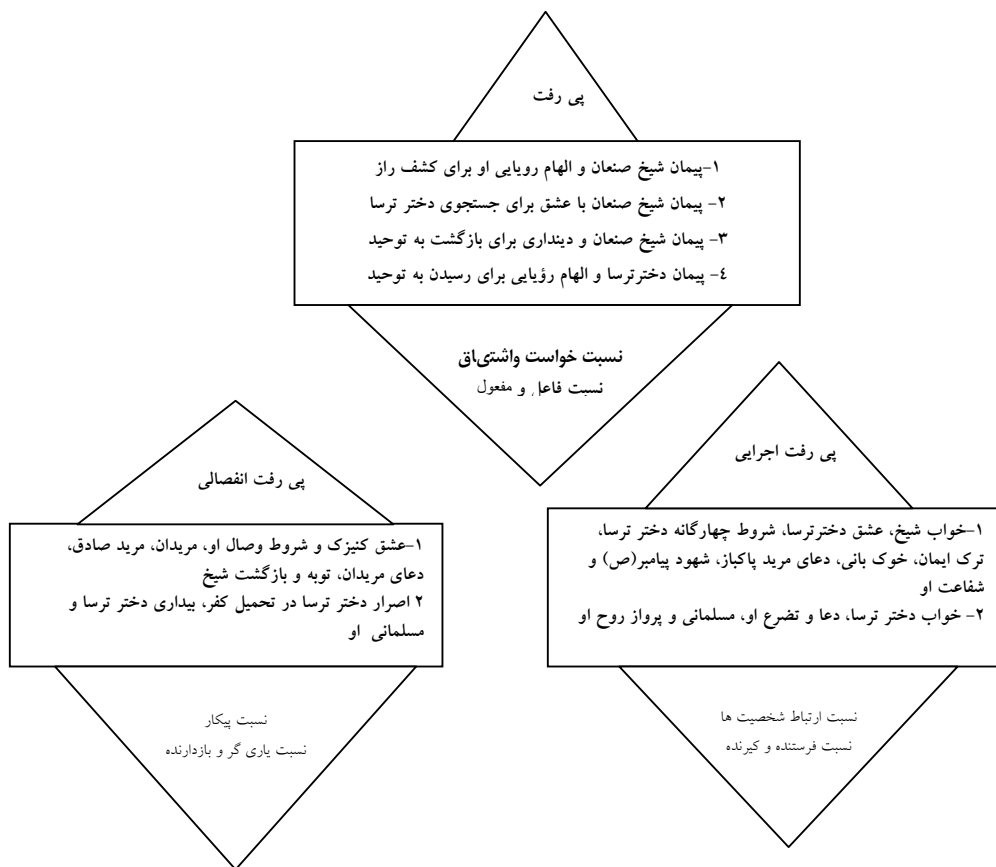 پی رفت
۱-پیمان شیخ صنعان و الهام رویایی او برای کشف راز
۲- پیمان شیخ صنعان با عشق برای جستجوی دختر ترسا
۳- پیمان شیخ صنعان و دینداری برای بازگشت به توحید
٤- پیمان دخترترسا و الهام رؤیایی برای رسیدن به توحید
نسبت خواست واشتیاق
نسبت فاعل و مفعول
پی رفت اجرایی
۱-خواب شیخ، عشق دخترترسا، شروط چهارگانه دختر ترسا،
ترک ایمان، خوک بانی، دعای مرید پاکباز، شهود پیامبر(ص) و
شفاعت او
۲- خواب دختر ترسا، دعا و تضرع او، مسلمانی و پرواز روح او
نسبت ارتباط شخصیت ها
نسبت فرستنده و کیرنده
پی رفت انفصالی
۱-عشق کنیزک و شروط وصال او، مریدان، مرید صادق،
دعای مریدان، توبه و بازگشت شیخ
۲ اصرار دختر ترسا در تحمیل کفر، بیداری دختر ترسا و
مسلمانی او
نسبت پیکار
نسبت یاری گر و بازدارنده